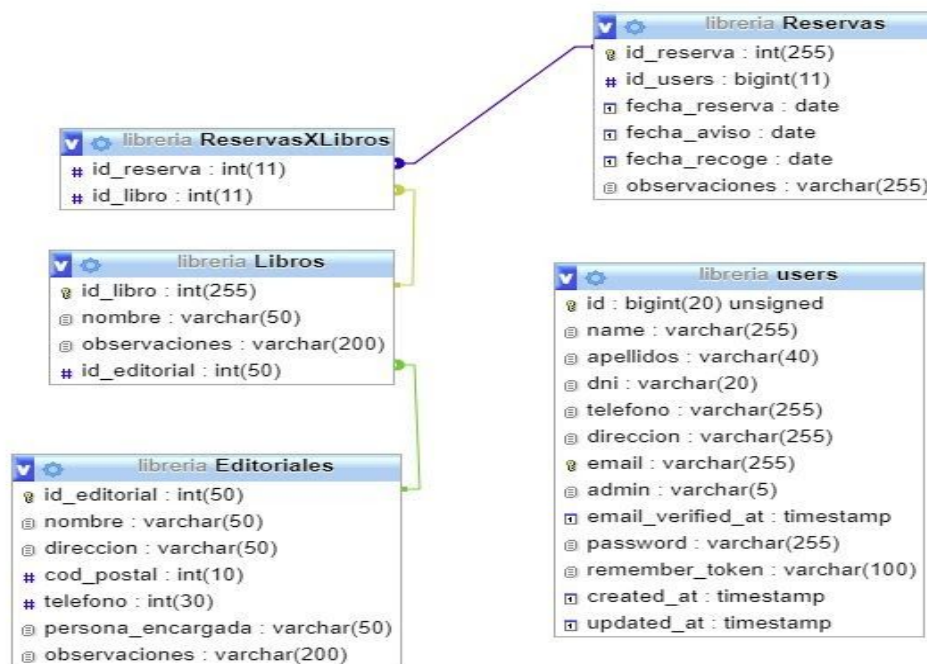 libreria Reservas
id_reserva : int(255)
id_users : bigint(11)
fecha_reserva : date
fecha_aviso : date
fecha_recoge : date
observaciones : varchar(255)
libreria ReservasXLibros
id_reserva : int(11)
id_libro : int(11)
libreria Libros
id_libro : int(255)
nombre : varchar(50)
observaciones : varchar(200)
id_editorial : int(50)
libreria users
id : bigint(20) unsigned
name : varchar(255)
apellidos : varchar(40)
dni : varchar(20)
telefono : varchar(255)
direccion : varchar(255)
email : varchar(255)
admin : varchar(5)
email_verified_at : timestamp
password : varchar(255)
remember_token : varchar(100)
created_at : timestamp
updated_at : timestamp
libreria Editoriales
id_editorial : int(50)
nombre : varchar(50)
direccion : varchar(50)
cod_postal : int(10)
telefono : int(30)
persona_encargada : varchar(50)
observaciones : varchar(200)